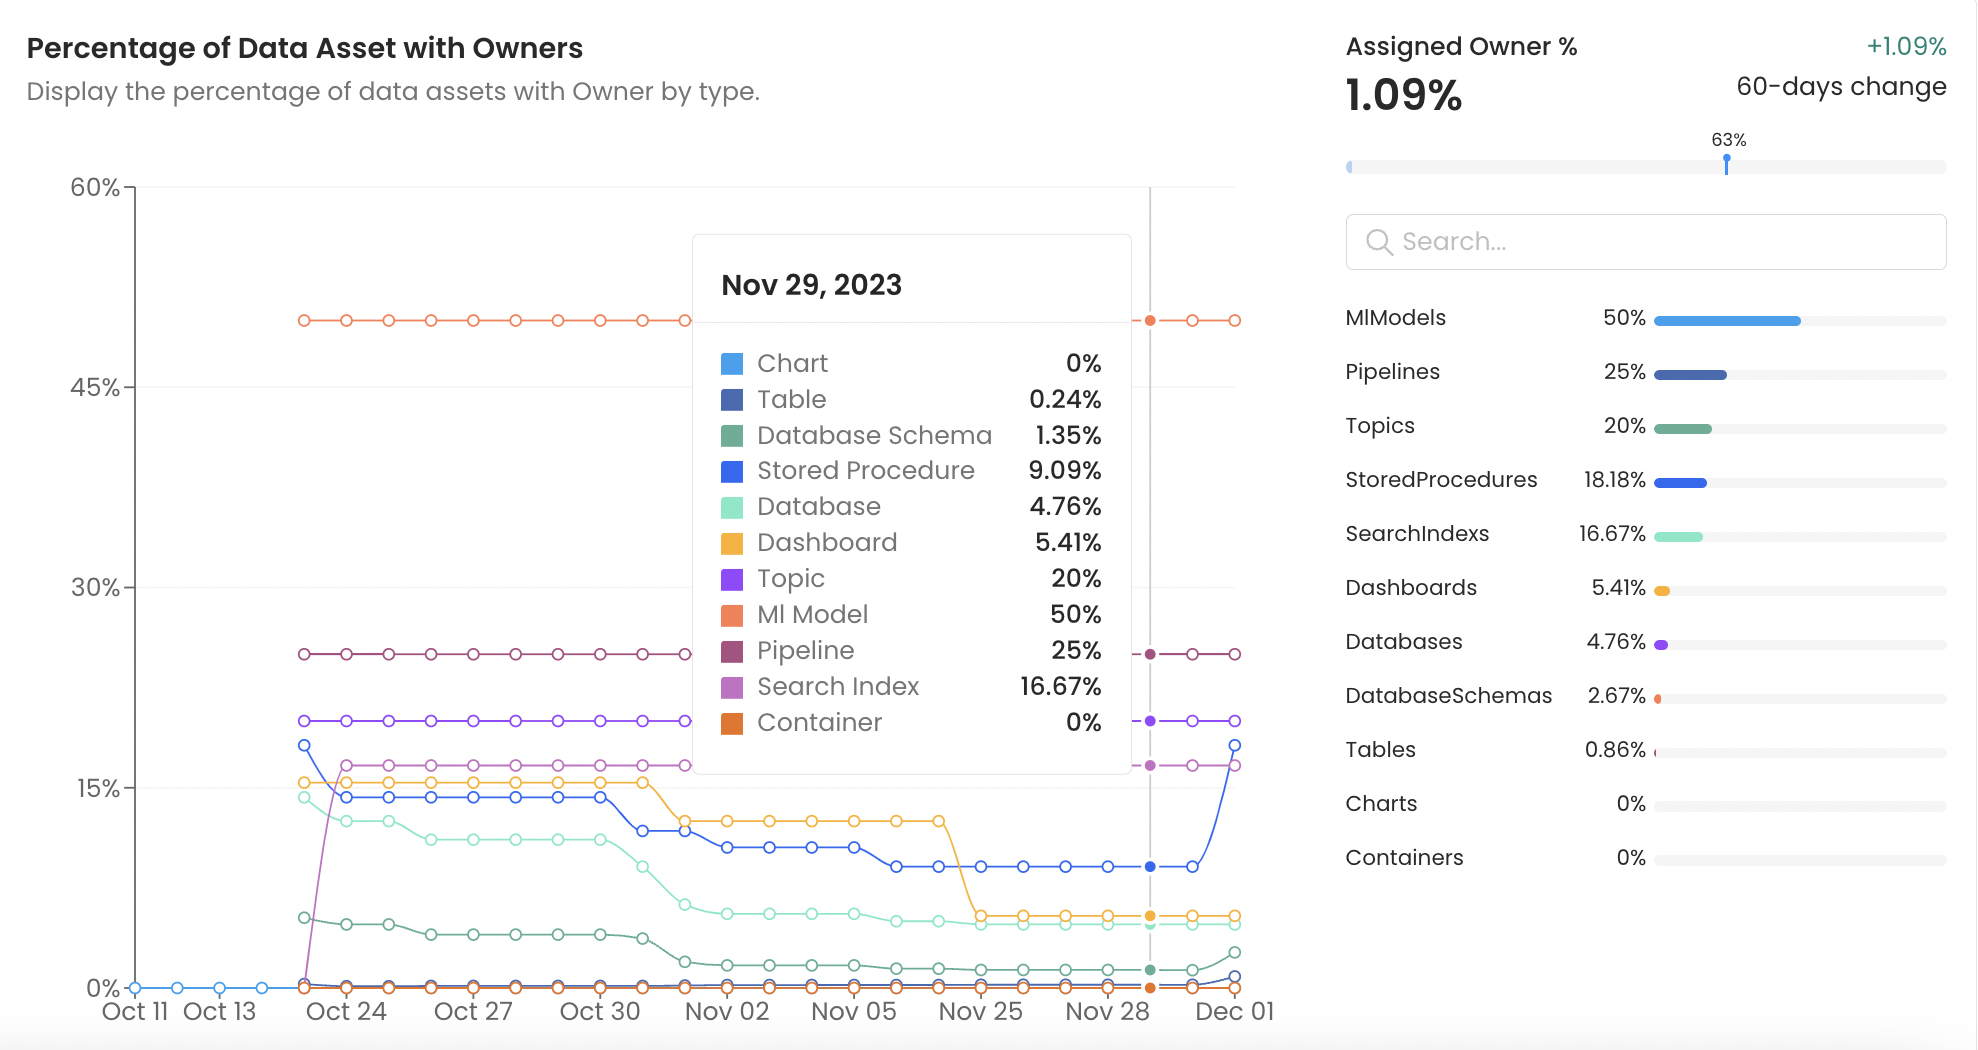 Percentage of Data Asset with Owners
Display the percentage of data assets with Owner by type.
60%
45%
30%
15%
0%
Oct 11
Oct 13
Oct 24
Oct 27
Oct 30
Nov 02
Nov 05
Nov 25
Nov 28
Dec 01
Nov 29, 2023
Chart 0%
Table 0.24%
Database Schema 1.35%
Stored Procedure 9.09%
Database 4.76%
Dashboard 5.41%
Topic 20%
Ml Model 50%
Pipeline 25%
Search Index 16.67%
Container 0%
Assigned Owner % +1.09%
1.09% 60-days change
63%
Search...
MlModels 50%
Pipelines 25%
Topics 20%
StoredProcedures 18.18%
SearchIndexs 16.67%
Dashboards 5.41%
Databases 4.76%
DatabaseSchemas 2.67%
Tables 0.86%
Charts 0%
Containers 0%